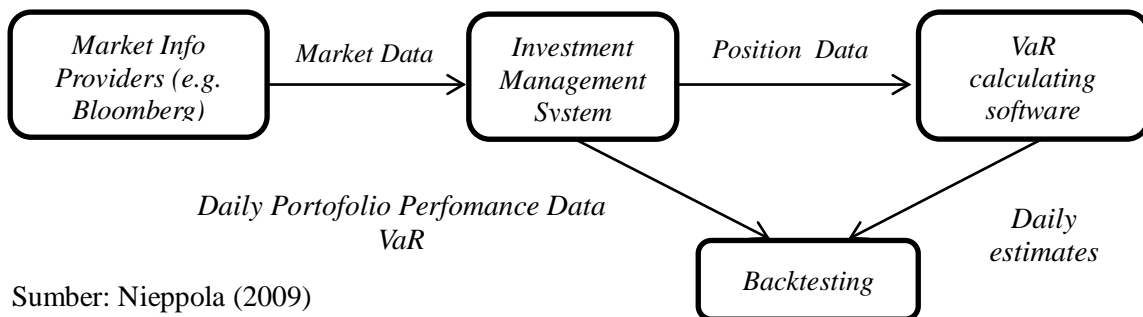 Market Info
Providers (e.g.
Bloomberg)
Market Data
Investment
Management
System
Position Data
VaR
calculating
software
Daily Portofolio Perfomance Data
VaR
Daily
estimates
Backtesting
Sumber: Nieppola (2009)